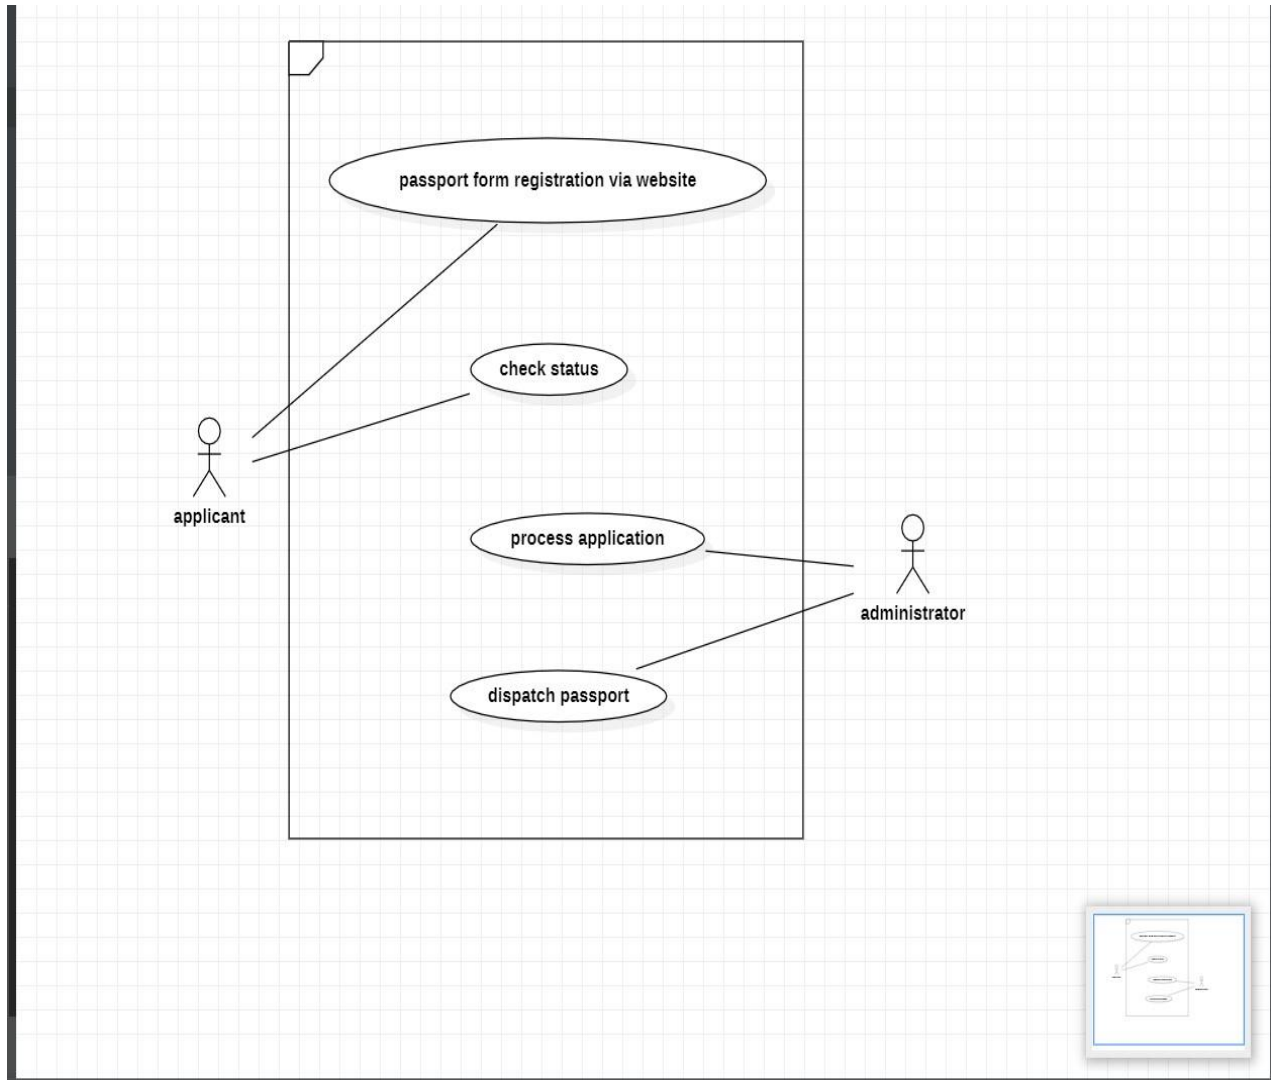 passport form registration via website
check status
applicant
process application
administrator
dispatch passport